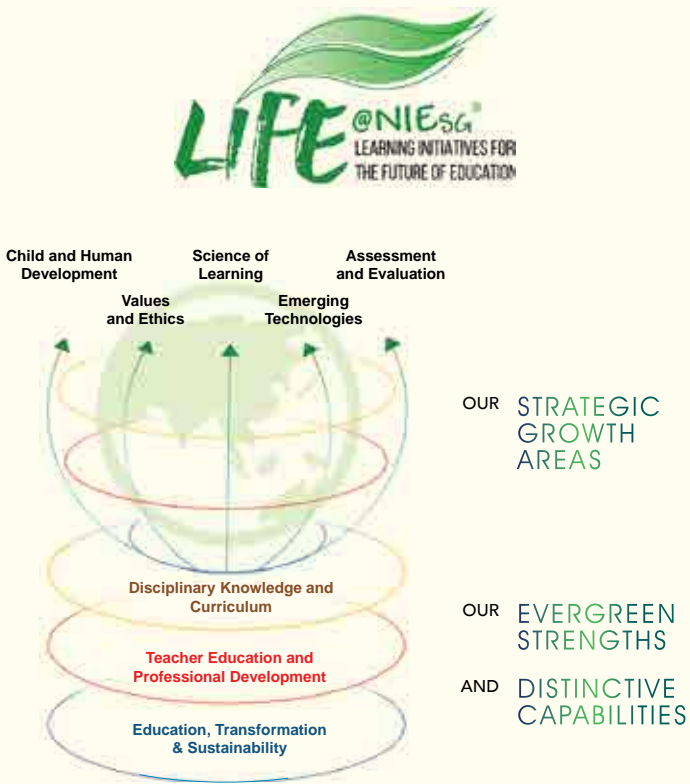 LIFE
@NIESG®
LEARNING INITIATIVES FOR
THE FUTURE OF EDUCATION
Child and Human
Development
Science of
Learning
Assessment
and Evaluation
Values
and Ethics
Emerging
Technologies
OUR STRATEGIC
GROWTH
AREAS
Disciplinary Knowledge and
Curriculum
OUR EVERGREEN
STRENGTHS
Teacher Education and
Professional Development
AND DISTINCTIVE
CAPABILITIES
Education, Transformation
& Sustainability